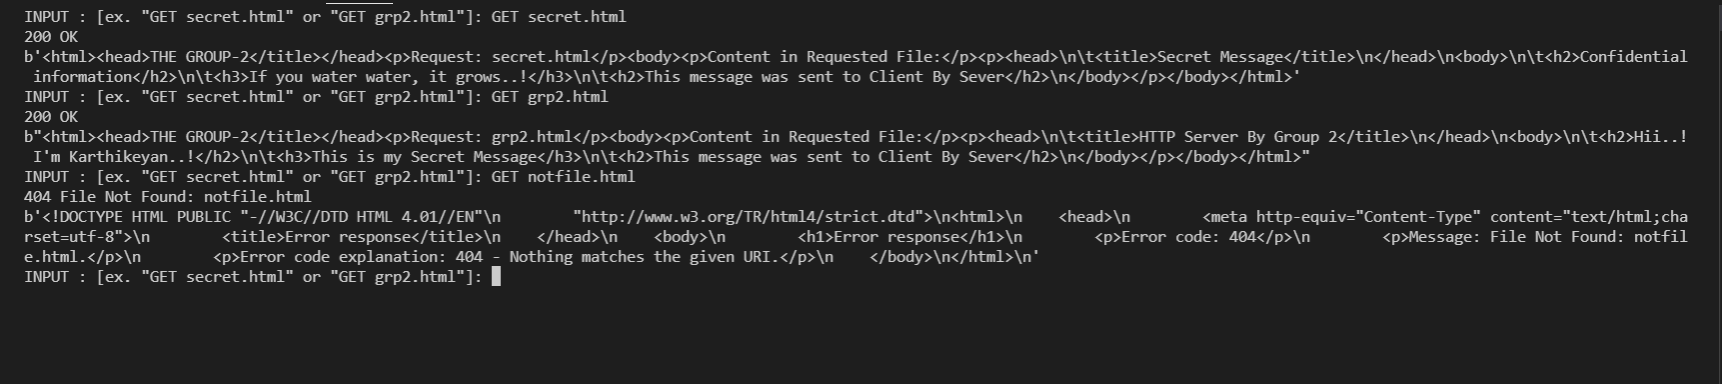 INPUT : [ex. "GET secret.html" or "GET grp2.html"]: GET secret.html
200 OK
b'<html><head>THE GROUP-2</title></head><p>Request: secret.html</p><body><p>Content in Requested File:</p><p><head>\n\t<title>Secret Message</title>\n</head>\n<body>\n\t<h2>Confidential
 information</h2>\n\t<h3>If you water water, it grows..!</h3>\n\t<h2>This message was sent to Client By Sever</h2>\n</body></p></body></html>'
INPUT : [ex. "GET secret.html" or "GET grp2.html"]: GET grp2.html
200 OK
b"<html><head>THE GROUP-2</title></head><p>Request: grp2.html</p><body><p>Content in Requested File:</p><p><head>\n\t<title>HTTP Server By Group 2</title>\n</head>\n<body>\n\t<h2>Hii..!
 I'm Karthikeyan..!</h2>\n\t<h3>This is my Secret Message</h3>\n\t<h2>This message was sent to Client By Sever</h2>\n</body></p></body></html>"
INPUT : [ex. "GET secret.html" or "GET grp2.html"]: GET notfile.html
404 File Not Found: notfile.html
b'<!DOCTYPE HTML PUBLIC "-//W3C//DTD HTML 4.01//EN"\n        "http://www.w3.org/TR/html4/strict.dtd">\n<html>\n    <head>\n        <meta http-equiv="Content-Type" content="text/html;cha
rset=utf-8">\n        <title>Error response</title>\n    </head>\n    <body>\n        <h1>Error response</h1>\n        <p>Error code: 404</p>\n        <p>Message: File Not Found: notfil
e.html.</p>\n        <p>Error code explanation: 404 - Nothing matches the given URI.</p>\n    </body>\n</html>\n'
INPUT : [ex. "GET secret.html" or "GET grp2.html"]: